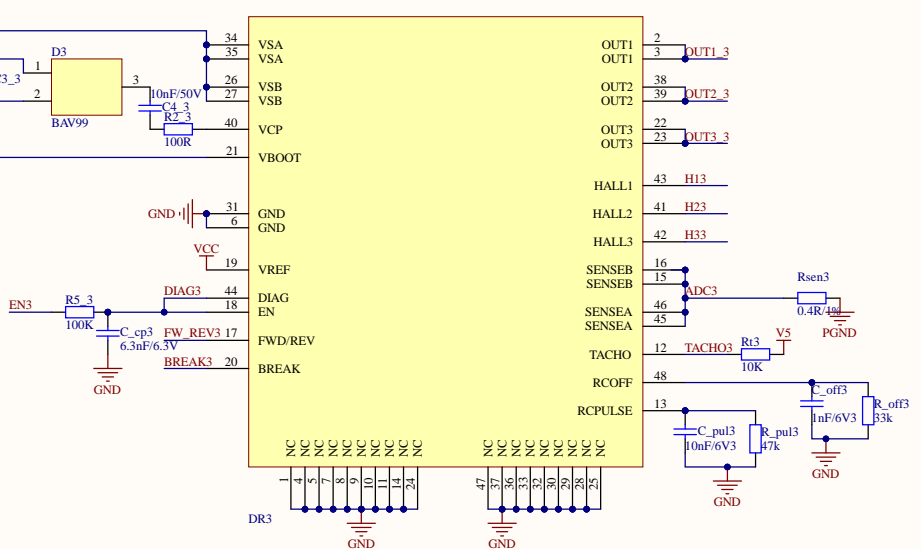 34 VSA OUT1 2
35 VSA OUT1 3 OUT1_3
D3
1 3
C3_3
26 VSB OUT2 38
10nF/50V
2 27 VSB OUT2 39 OUT2_3
C4_3
R2_3
BAV99 40 VCP OUT3 22
100R OUT3 23 OUT3_3
21 VBOOT
HALL1 43 H13
GND 31 GND HALL2 41 H23
6 GND
HALL3 42 H33
VCC
19 VREF SENSEB 16
SENSEB 15 Rsen3
DIAG3 44 DIAG ADC3
EN3 R5_3 18 EN SENSEA 46 0.4R/1%
100K SENSEA 45 PGND
C_cp3
6.3nF/6.3V
FW_REV3 17 FWD/REV V5
TACHO 12 TACHO3 Rt3
BREAK3 20 BREAK 10K
GND
RCOFF 48
C_off3
R_off3
RCPULSE 13 1nF/6V3 33k
C_pul3 R_pul3
10nF/6V3 47k
GND
NC NC NC NC NC NC NC NC NC NC NC NC NC NC NC NC NC NC NC
1 4 5 7 8 9 10 11 14 24 47 37 36 33 32 30 29 28 25
GND
DR3
GND GND